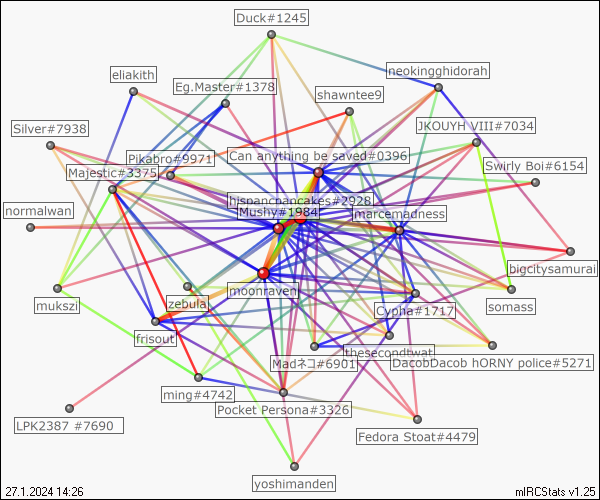 Duck#1245
eliakith
neokingghidorah
Eg.Master#1378
shawntee9
Silver#7938
JKOUYH VIII#7034
Pikabro#9971
Can anything be saved#0396
Majestic#3375
Swirly Boi#6154
hispanchancakes#2928
normalwan
Mushy#1984
marcemadness
bigcitysamurai
moonraven
mukszi
zebula
Cypha#1717
somass
frisout
thesecondtwat
Madネコ#6901
DacobDacob hORNY police#5271
ming#4742
Pocket Persona#3326
LPK2387 #7690
Fedora Stoat#4479
yoshimanden
27.1.2024 14:26
mIRCStats v1.25